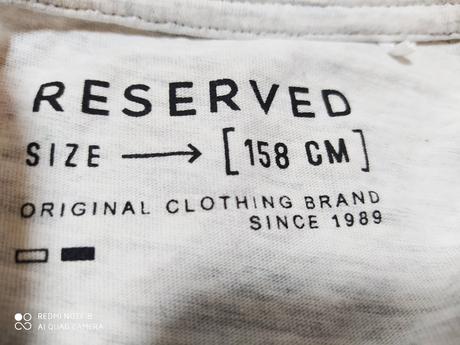 RESERVED
SIZE → [158 CM]
ORIGINAL CLOTHING BRAND
SINCE 1989
REDMI NOTE 8
AI QUAD CAMERA